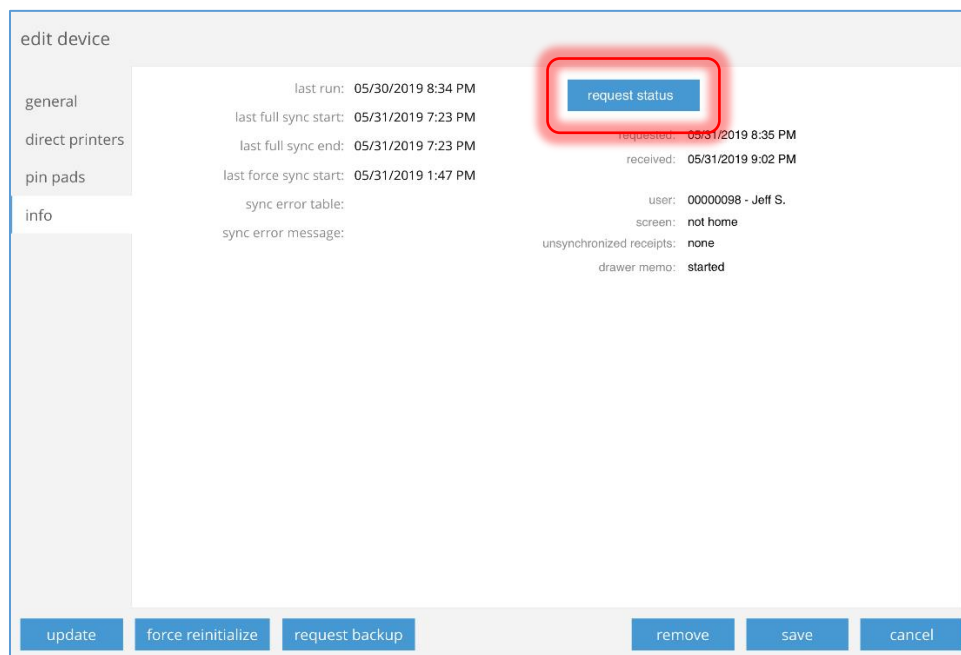 edit device
general
direct printers
pin pads
info
last run: 05/30/2019 8:34 PM
last full sync start: 05/31/2019 7:23 PM
last full sync end: 05/31/2019 7:23 PM
last force sync start: 05/31/2019 1:47 PM
sync error table:
sync error message:
request status
requested: 05/31/2019 8:35 PM
received: 05/31/2019 9:02 PM
user: 00000098 - Jeff S.
screen: not home
unsynchronized receipts: none
drawer memo: started
update
force reinitialize
request backup
remove
save
cancel